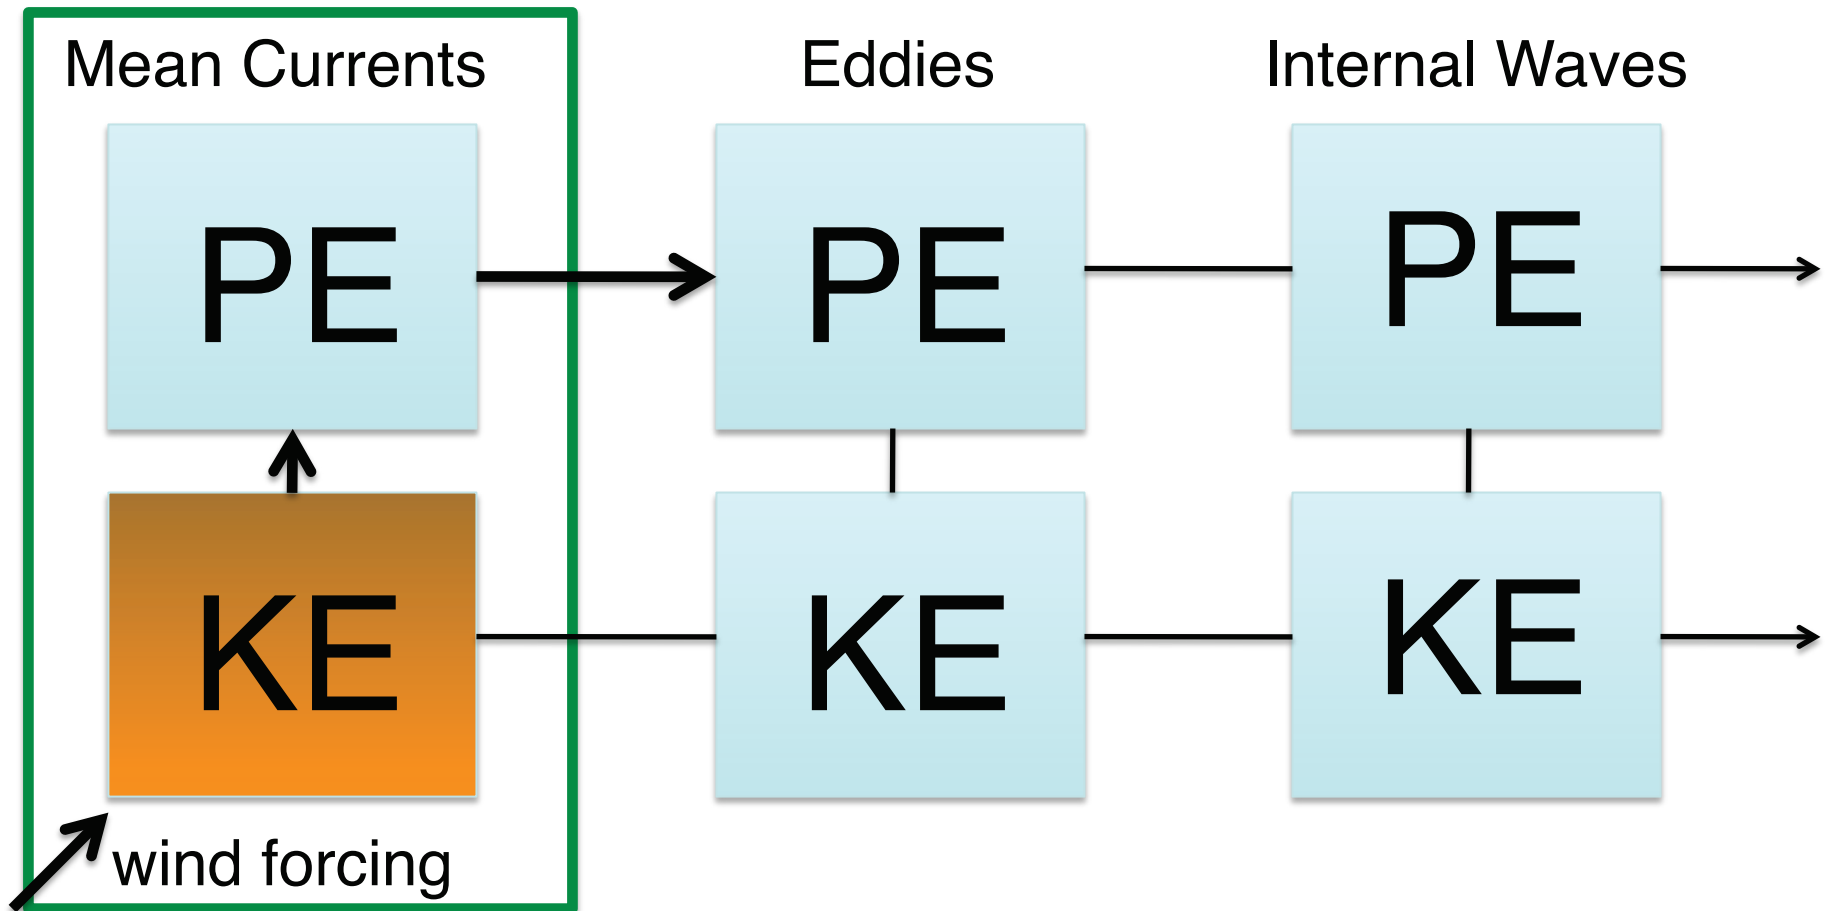 Mean Currents
Eddies
Internal Waves
PE
PE
PE
KE
KE
KE
wind forcing